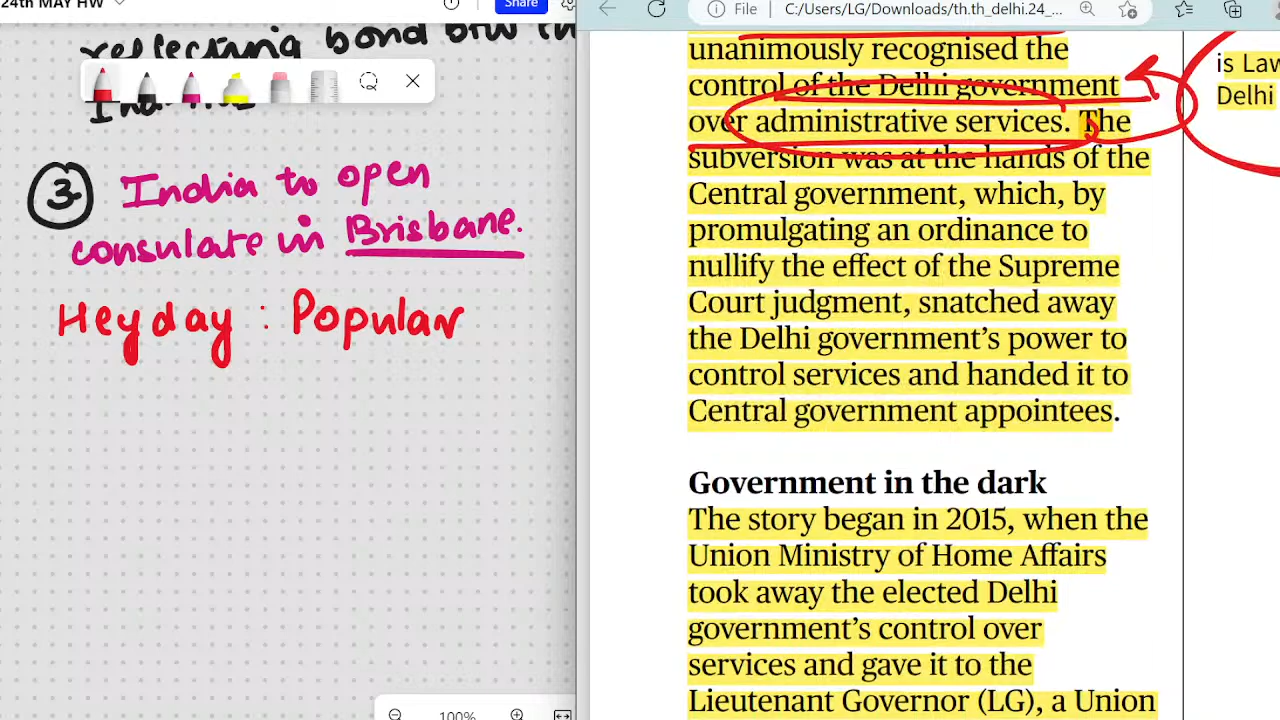 24th MAY HW
Share
reflecting bond btw
3 India to open
consulate in Brisbane.
Heyday : Popular
100%
File C:/Users/LG/Downloads/th.th_delhi.24_...
unanimously recognised the
control of the Delhi government
over administrative services. The
subversion was at the hands of the
Central government, which, by
promulgating an ordinance to
nullify the effect of the Supreme
Court judgment, snatched away
the Delhi government’s power to
control services and handed it to
Central government appointees.
Government in the dark
The story began in 2015, when the
Union Ministry of Home Affairs
took away the elected Delhi
government’s control over
services and gave it to the
Lieutenant Governor (LG), a Union
is Law
Delhi